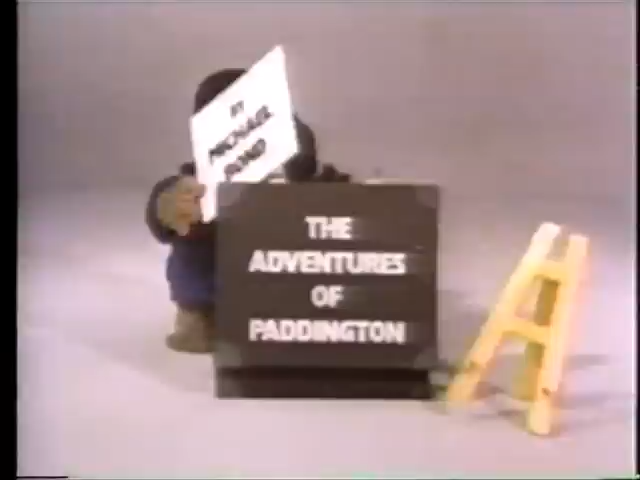 BY
MICHAEL
BOND
THE
ADVENTURES
OF
PADDINGTON